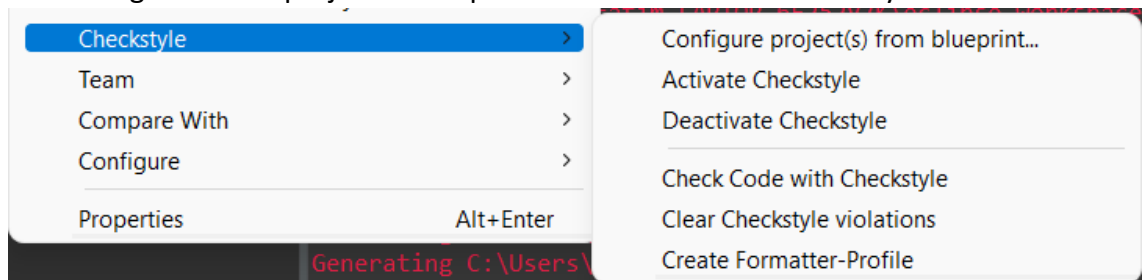 Checkstyle
Team
Compare With
Configure
Properties Alt+Enter
Configure project(s) from blueprint...
Activate Checkstyle
Deactivate Checkstyle
Check Code with Checkstyle
Clear Checkstyle violations
Create Formatter-Profile
Generating C:\Users\